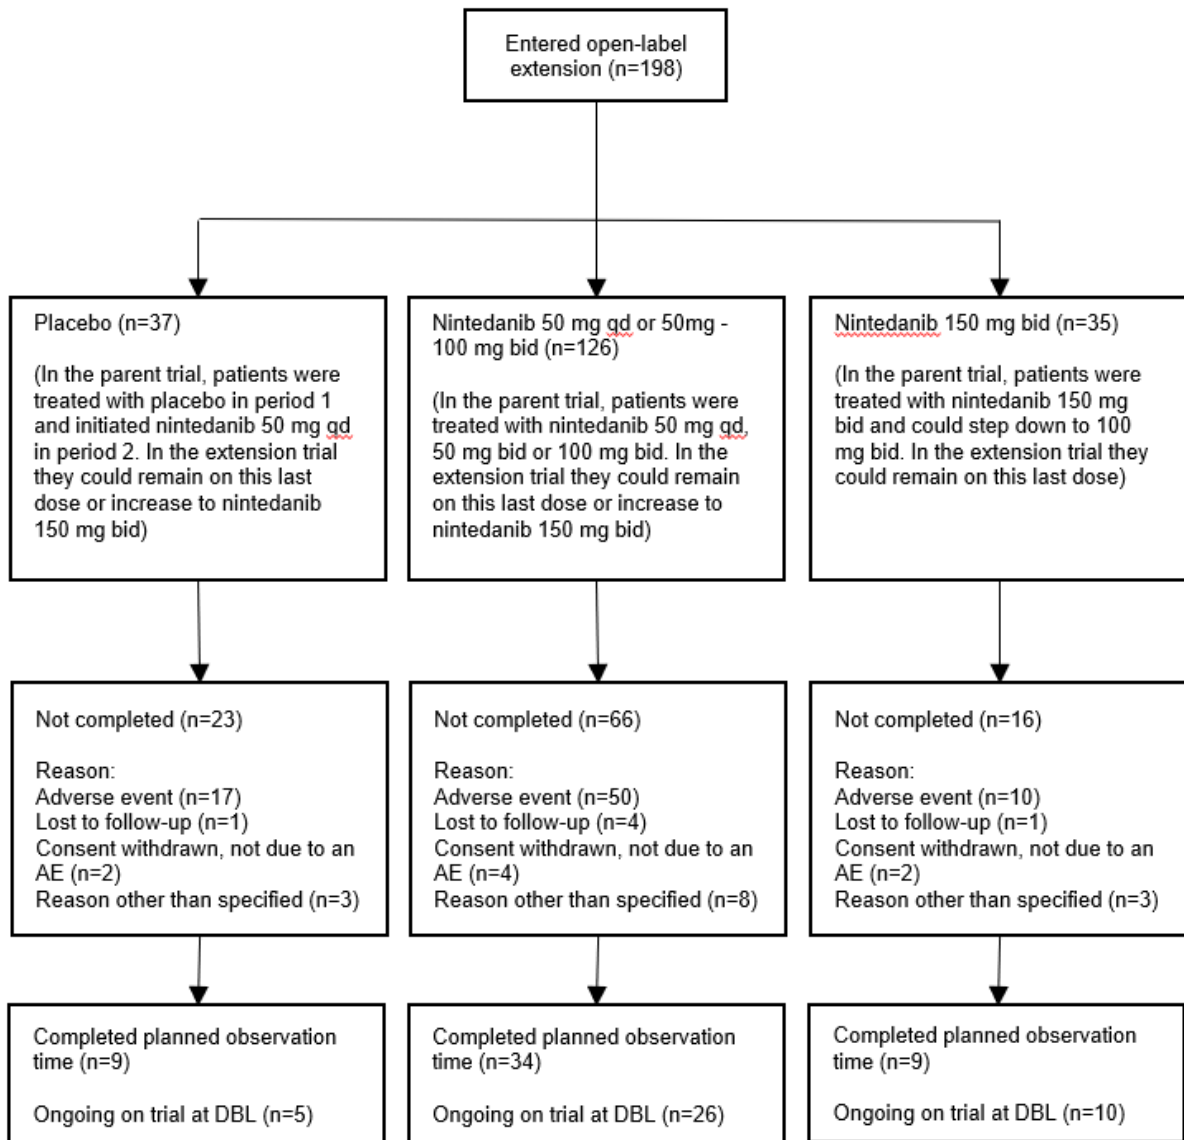 Entered open-label
extension (n=198)
Placebo (n=37)
(In the parent trial, patients were
treated with placebo in period 1
and initiated nintedanib 50 mg qd
in period 2. In the extension trial
they could remain on this last
dose or increase to nintedanib
150 mg bid)
Nintedanib 50 mg qd or 50mg -
100 mg bid (n=126)
(In the parent trial, patients were
treated with nintedanib 50 mg qd,
50 mg bid or 100 mg bid. In the
extension trial they could remain
on this last dose or increase to
nintedanib 150 mg bid)
Nintedanib 150 mg bid (n=35)
(In the parent trial, patients were
treated with nintedanib 150 mg
bid and could step down to 100
mg bid. In the extension trial they
could remain on this last dose)
Not completed (n=23)
Reason:
Adverse event (n=17)
Lost to follow-up (n=1)
Consent withdrawn, not due to an
AE (n=2)
Reason other than specified (n=3)
Not completed (n=66)
Reason:
Adverse event (n=50)
Lost to follow-up (n=4)
Consent withdrawn, not due to an
AE (n=4)
Reason other than specified (n=8)
Not completed (n=16)
Reason:
Adverse event (n=10)
Lost to follow-up (n=1)
Consent withdrawn, not due to an
AE (n=2)
Reason other than specified (n=3)
Completed planned observation
time (n=9)
Ongoing on trial at DBL (n=5)
Completed planned observation
time (n=34)
Ongoing on trial at DBL (n=26)
Completed planned observation
time (n=9)
Ongoing on trial at DBL (n=10)